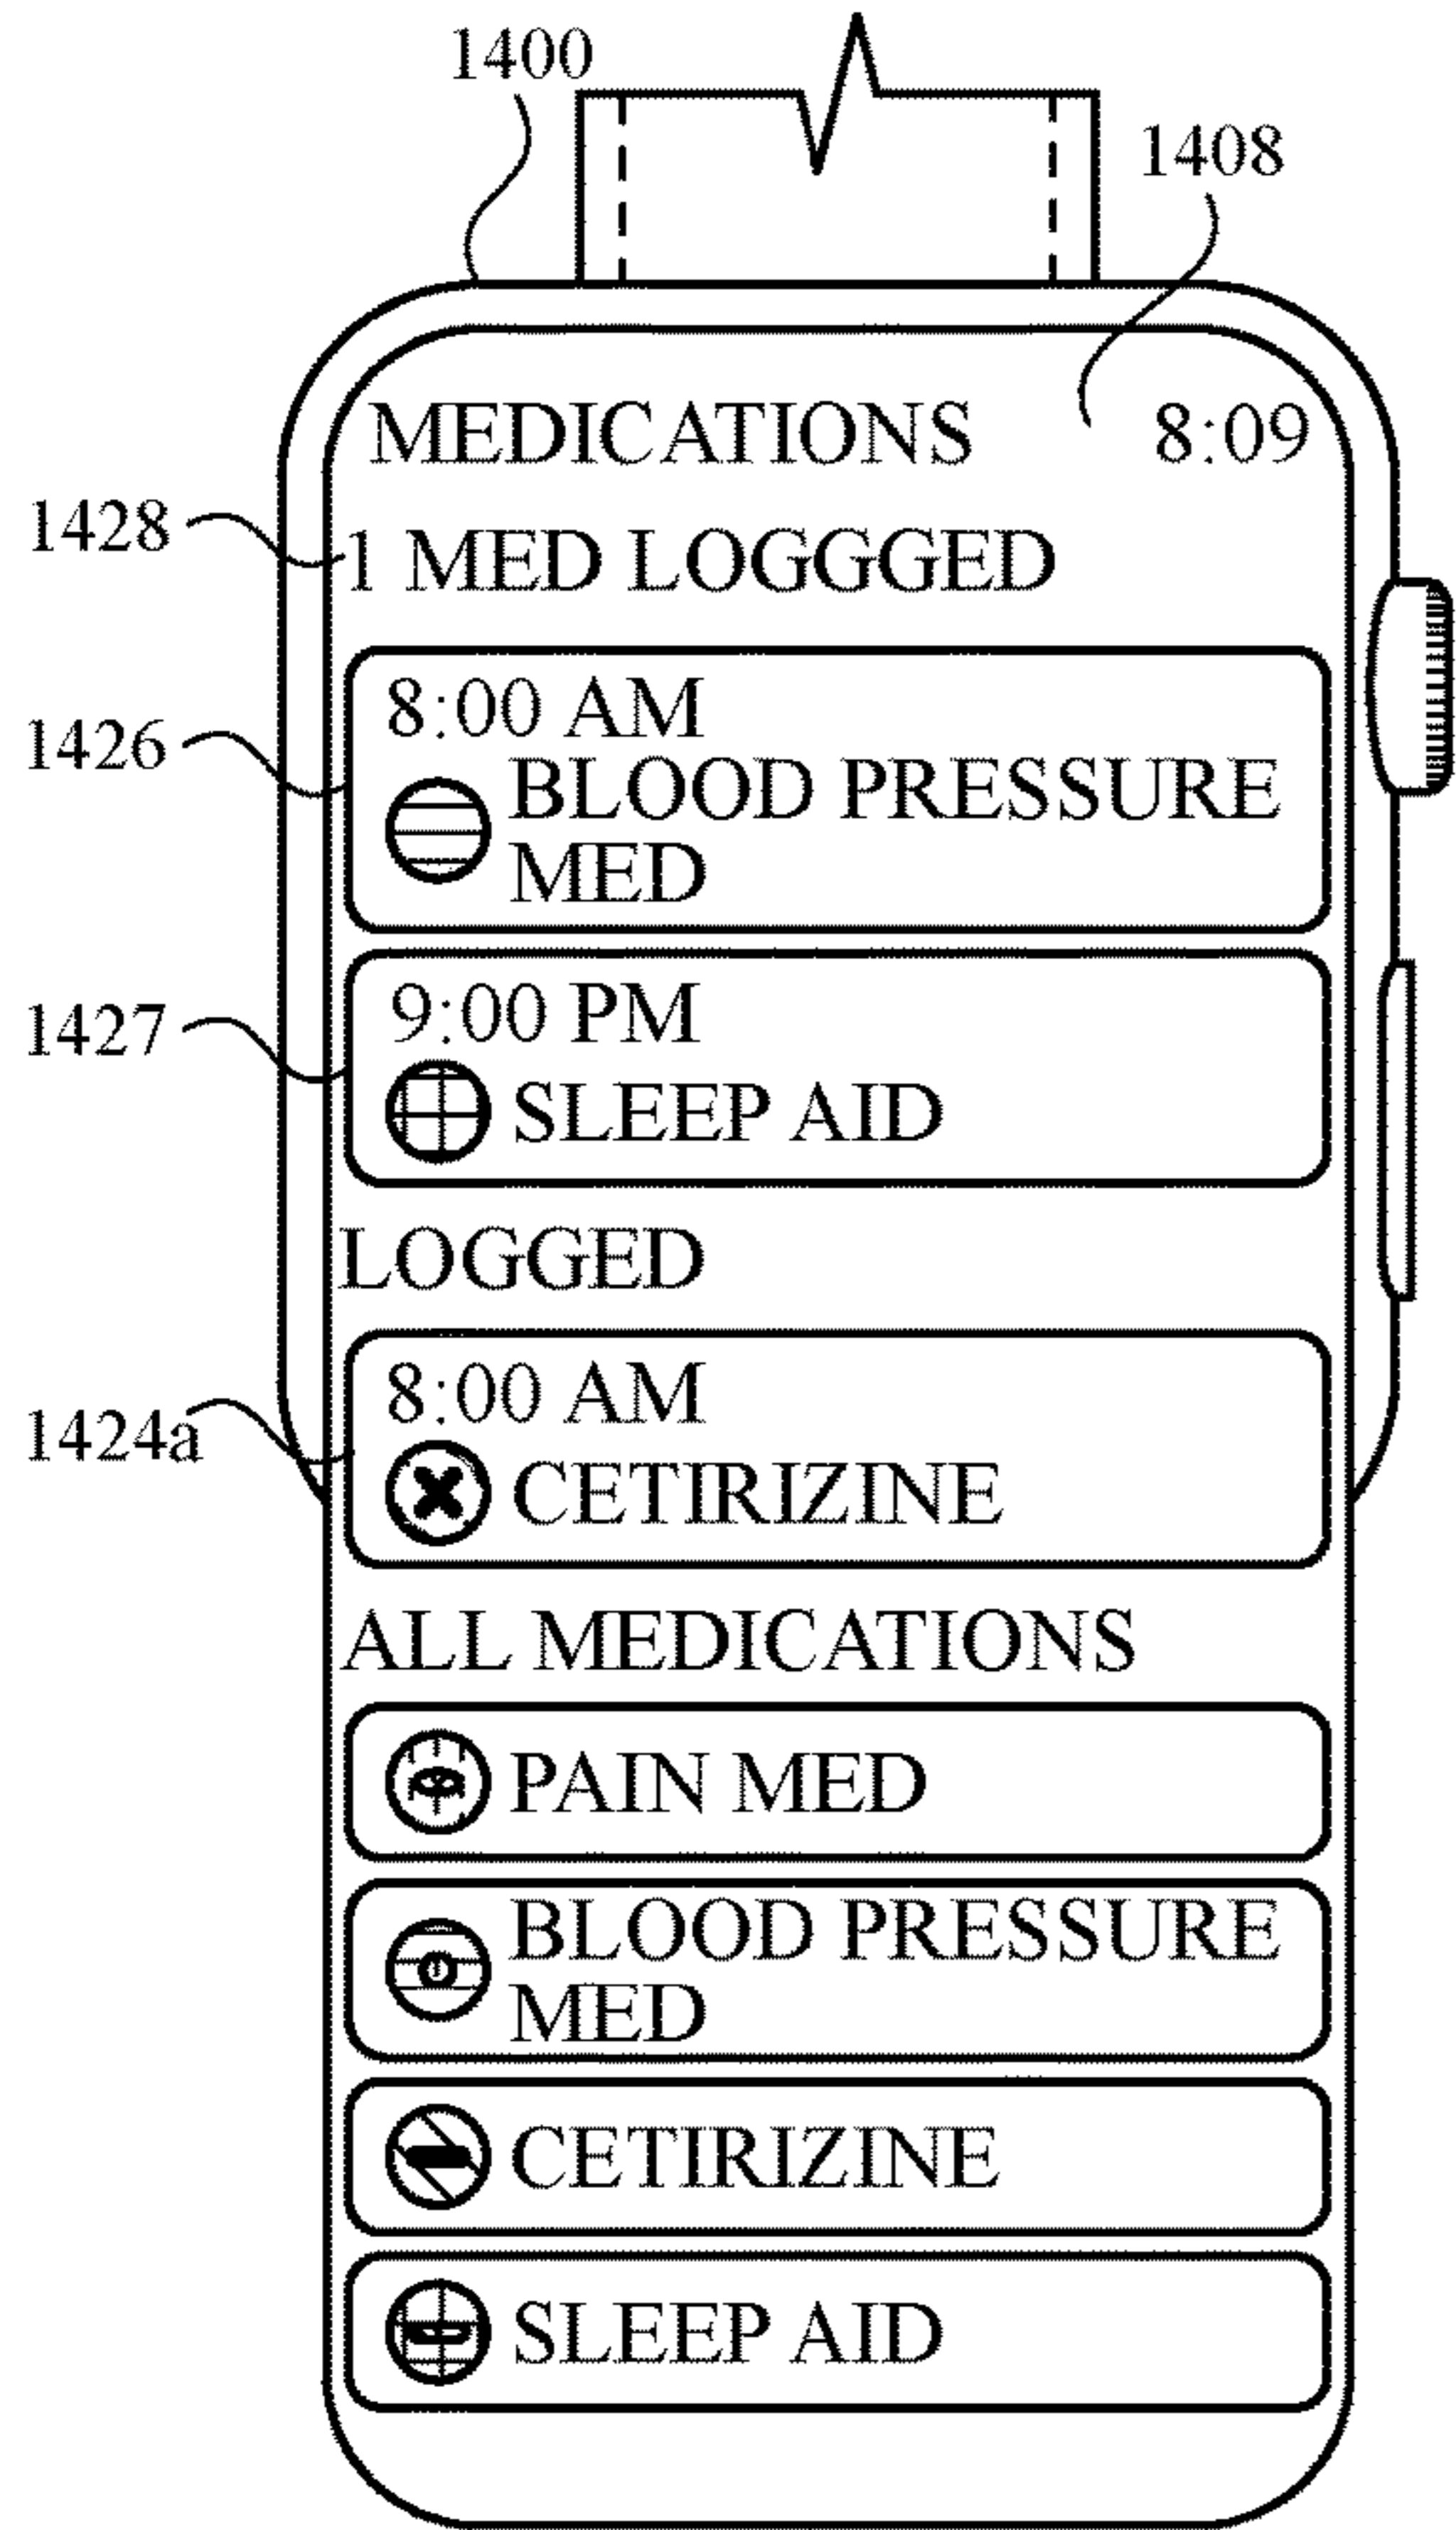 1400
1408
MEDICATIONS 8:09
1428
1 MED LOGGGED
8:00 AM
1426
BLOOD PRESSURE
MED
9:00 PM
1427
SLEEP AID
LOGGED
8:00 AM
1424a
CETIRIZINE
ALL MEDICATIONS
PAIN MED
BLOOD PRESSURE
MED
CETIRIZINE
SLEEP AID